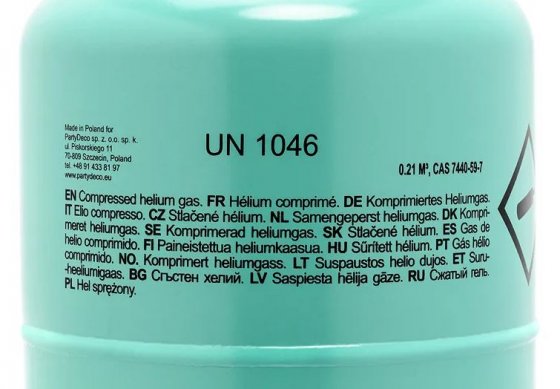 Made in Poland for
PartyDeco sp. z o.o. sp. k.
ul. Piskorskiego 11
70-809 Szczecin, Poland
tel. +48 91 433 81 97
www.partydeco.pl
UN 1046
0.21 M³, CAS 7440-59-7
EN Compressed helium gas. FR Hélium comprimé. DE Komprimiertes Heliumgas.
IT Elio compresso. CZ Stlačené hélium. NL Samengeperst heliumgas. DK Kompri-
meret heliumgas. SE Komprimerad heliumgas. SK Stlačené hélium. ES Gas de
helio comprimido. FI Paineistettua heliumkaasua. HU Sűrített hélium. PT Gás hélio
comprimido. NO. Komprimert heliumgass. LT Suspaustos helio dujos. ET Suru-
-heeliumigaas. BG Сгъстен хелий. LV Saspiesta hēlija gāze. RU Сжатый гель.
PL Hel sprężony.